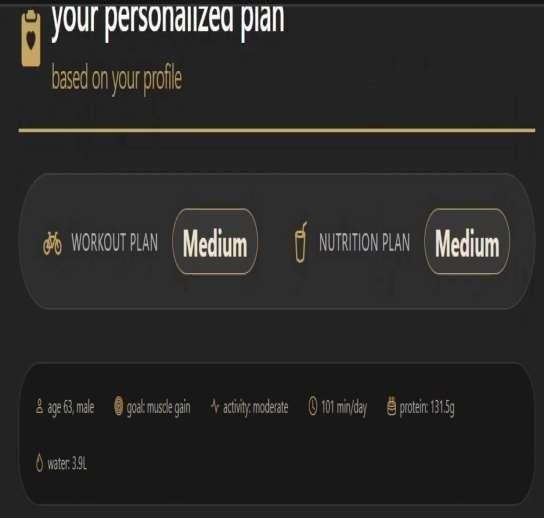 your personalized plan
based on your profile
WORKOUT PLAN Medium NUTRITION PLAN Medium
age 63, male goal: muscle gain activity: moderate 101 min/day protein: 131.5g
water: 3.9L